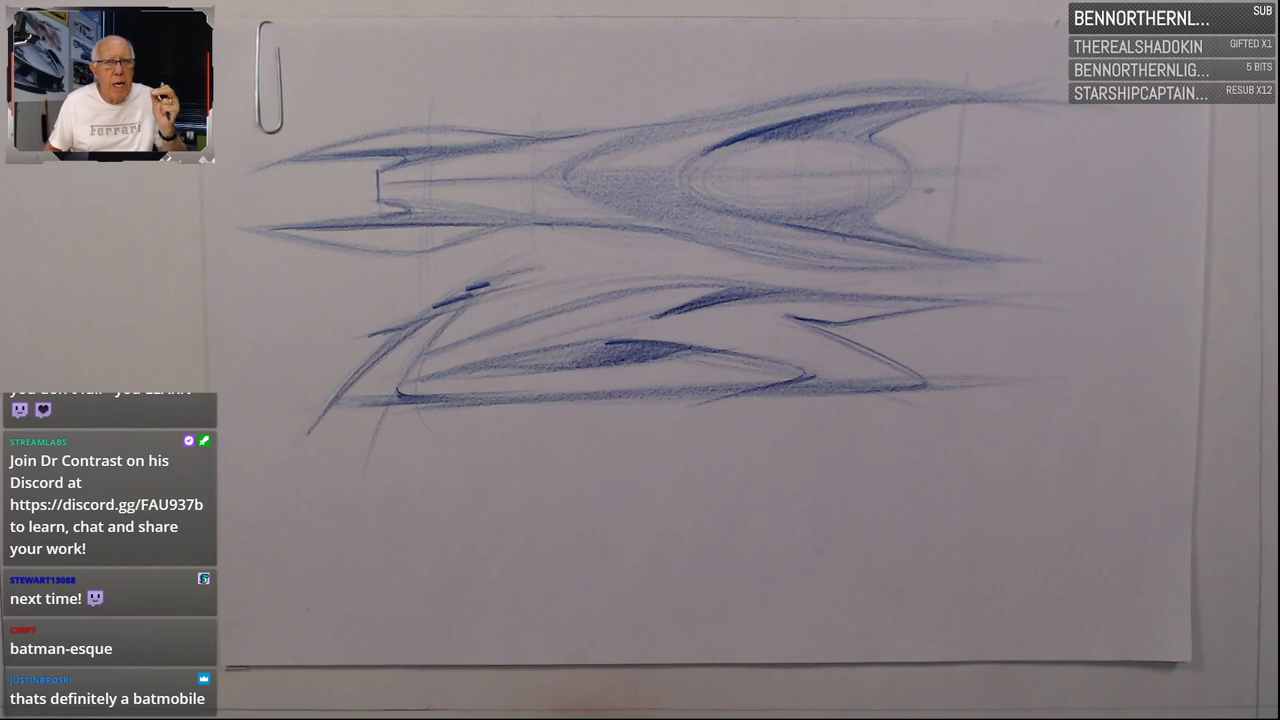 Ferrari
BENNORTHERNL... SUB
THEREALSHADOKIN GIFTED X1
BENNORTHERNLIG... 5 BITS
STARSHIPCAPTAIN... RESUB X12
STREAMLABS
Join Dr Contrast on his
Discord at
https://discord.gg/FAU937b
to learn, chat and share
your work!
STEWART13088
next time!
batman-esque
JUSTINBROSKI
thats definitely a batmobile